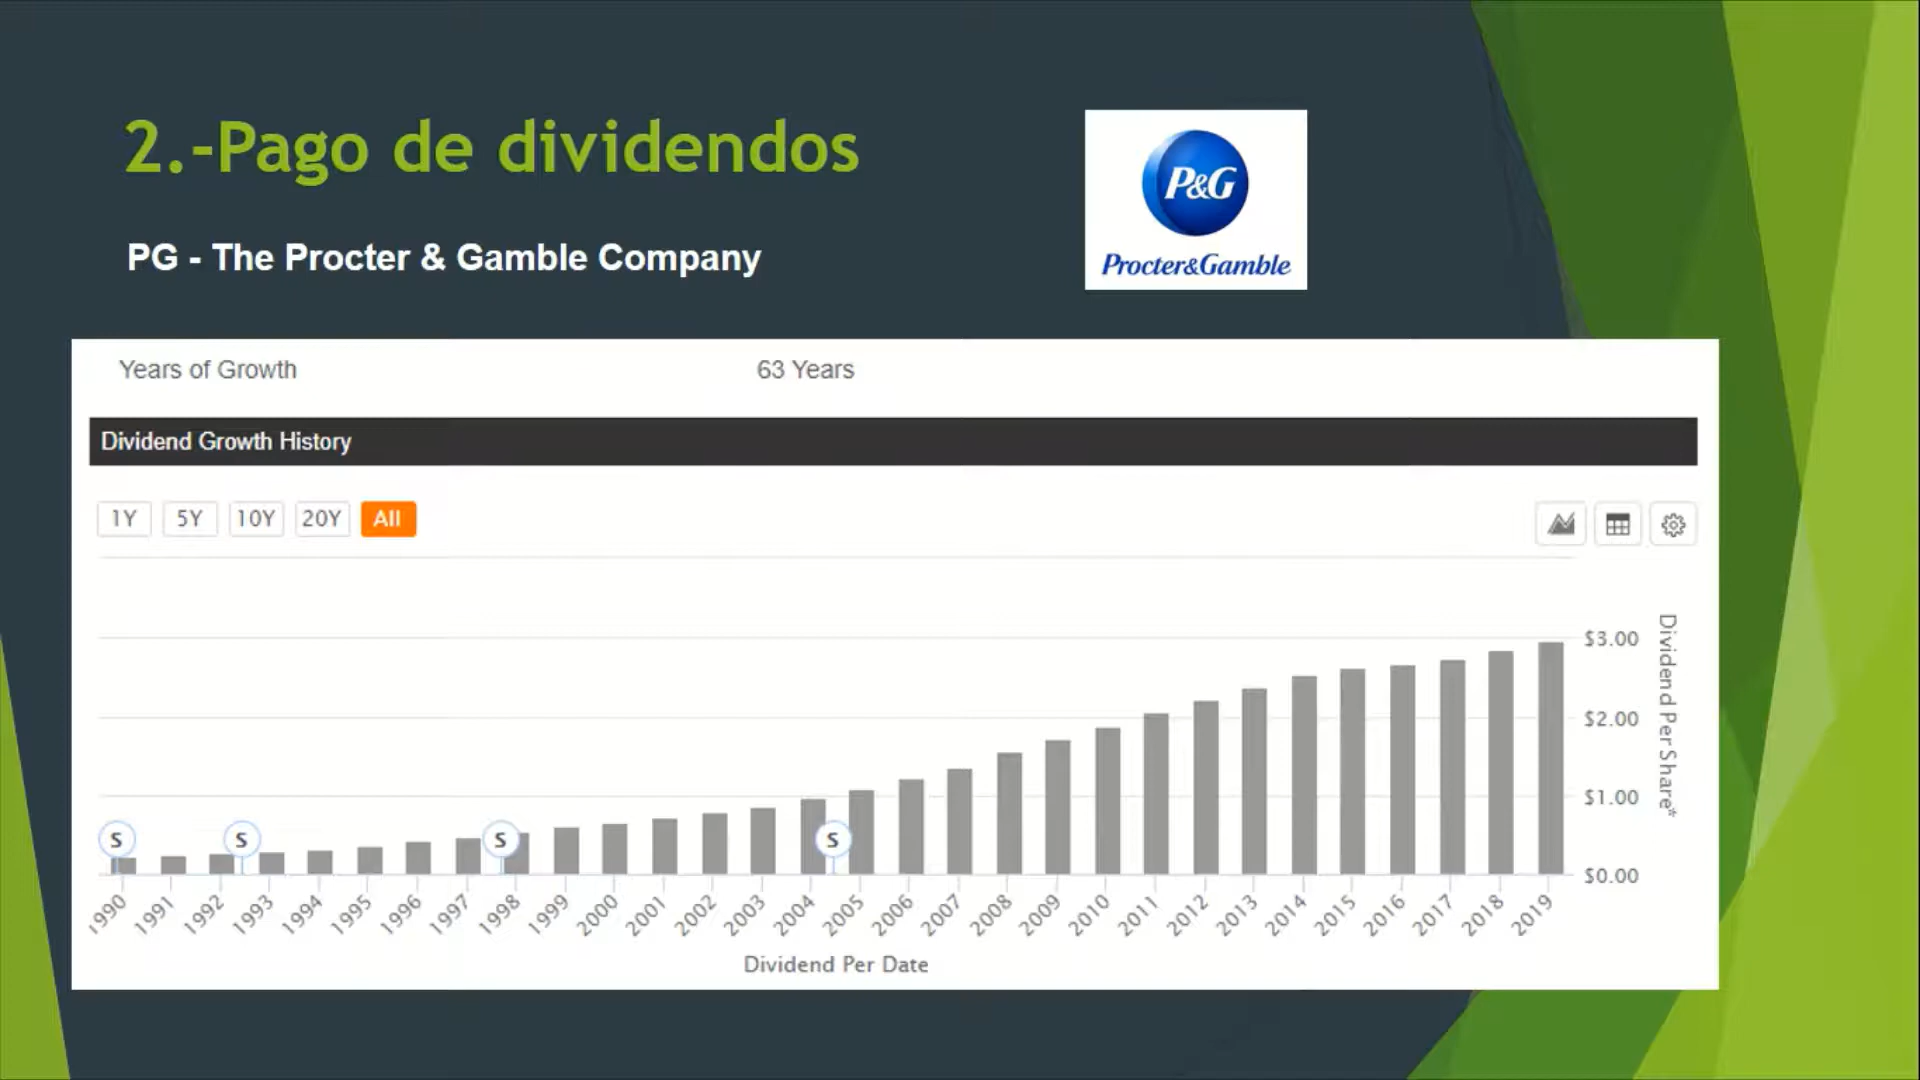 2.-Pago de dividendos
PG - The Procter & Gamble Company
P&G
Procter&Gamble
Years of Growth 63 Years
Dividend Growth History
1Y 5Y 10Y 20Y All
$3.00
$2.00
$1.00
$0.00
Dividend Per Share*
S S S S
1990 1991 1992 1993 1994 1995 1996 1997 1998 1999 2000 2001 2002 2003 2004 2005 2006 2007 2008 2009 2010 2011 2012 2013 2014 2015 2016 2017 2018 2019
Dividend Per Date